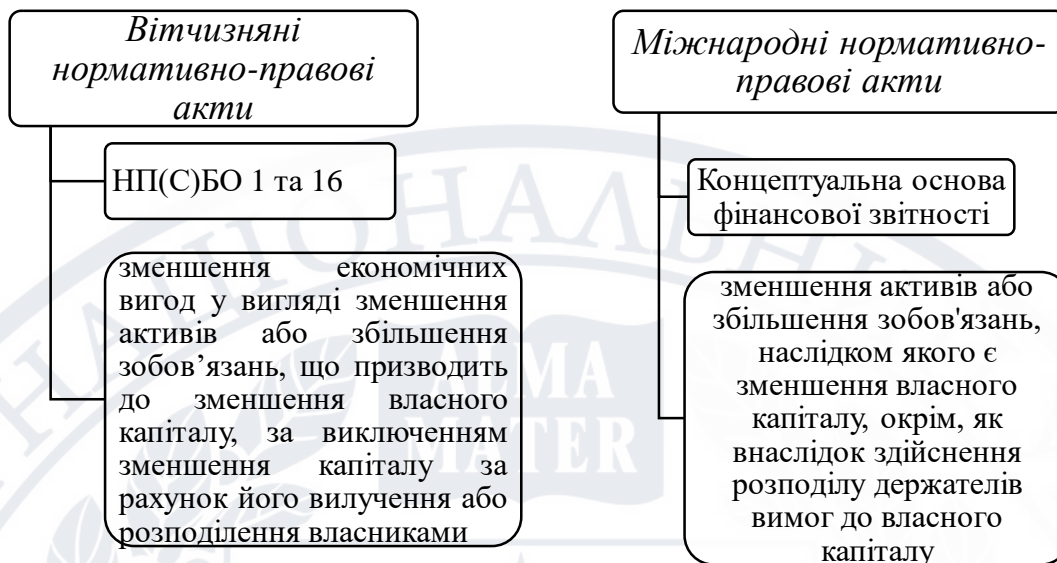 Вітчизняні
нормативно-правові
акти
НП(С)БО 1 та 16
зменшення економічних
вигод у вигляді зменшення
активів або збільшення
зобов’язань, що призводить
до зменшення власного
капіталу, за виключенням
зменшення капіталу за
рахунок його вилучення або
розподілення власниками
Міжнародні нормативно-
правові акти
Концептуальна основа
фінансової звітності
зменшення активів або
збільшення зобов'язань,
наслідком якого є
зменшення власного
капіталу, окрім, як
внаслідок здійснення
розподілу держателів
вимог до власного
капіталу
НАЦІОНАЛЬНИ
ALMA
MATER